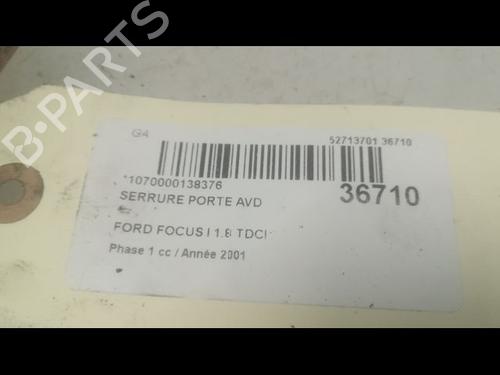 G4
52713701 36710
*1070000138376
36710
SERRURE PORTE AVD
FORD FOCUS I 1.8 TDCI
Phase 1 cc / Année 2001
B-PARTS